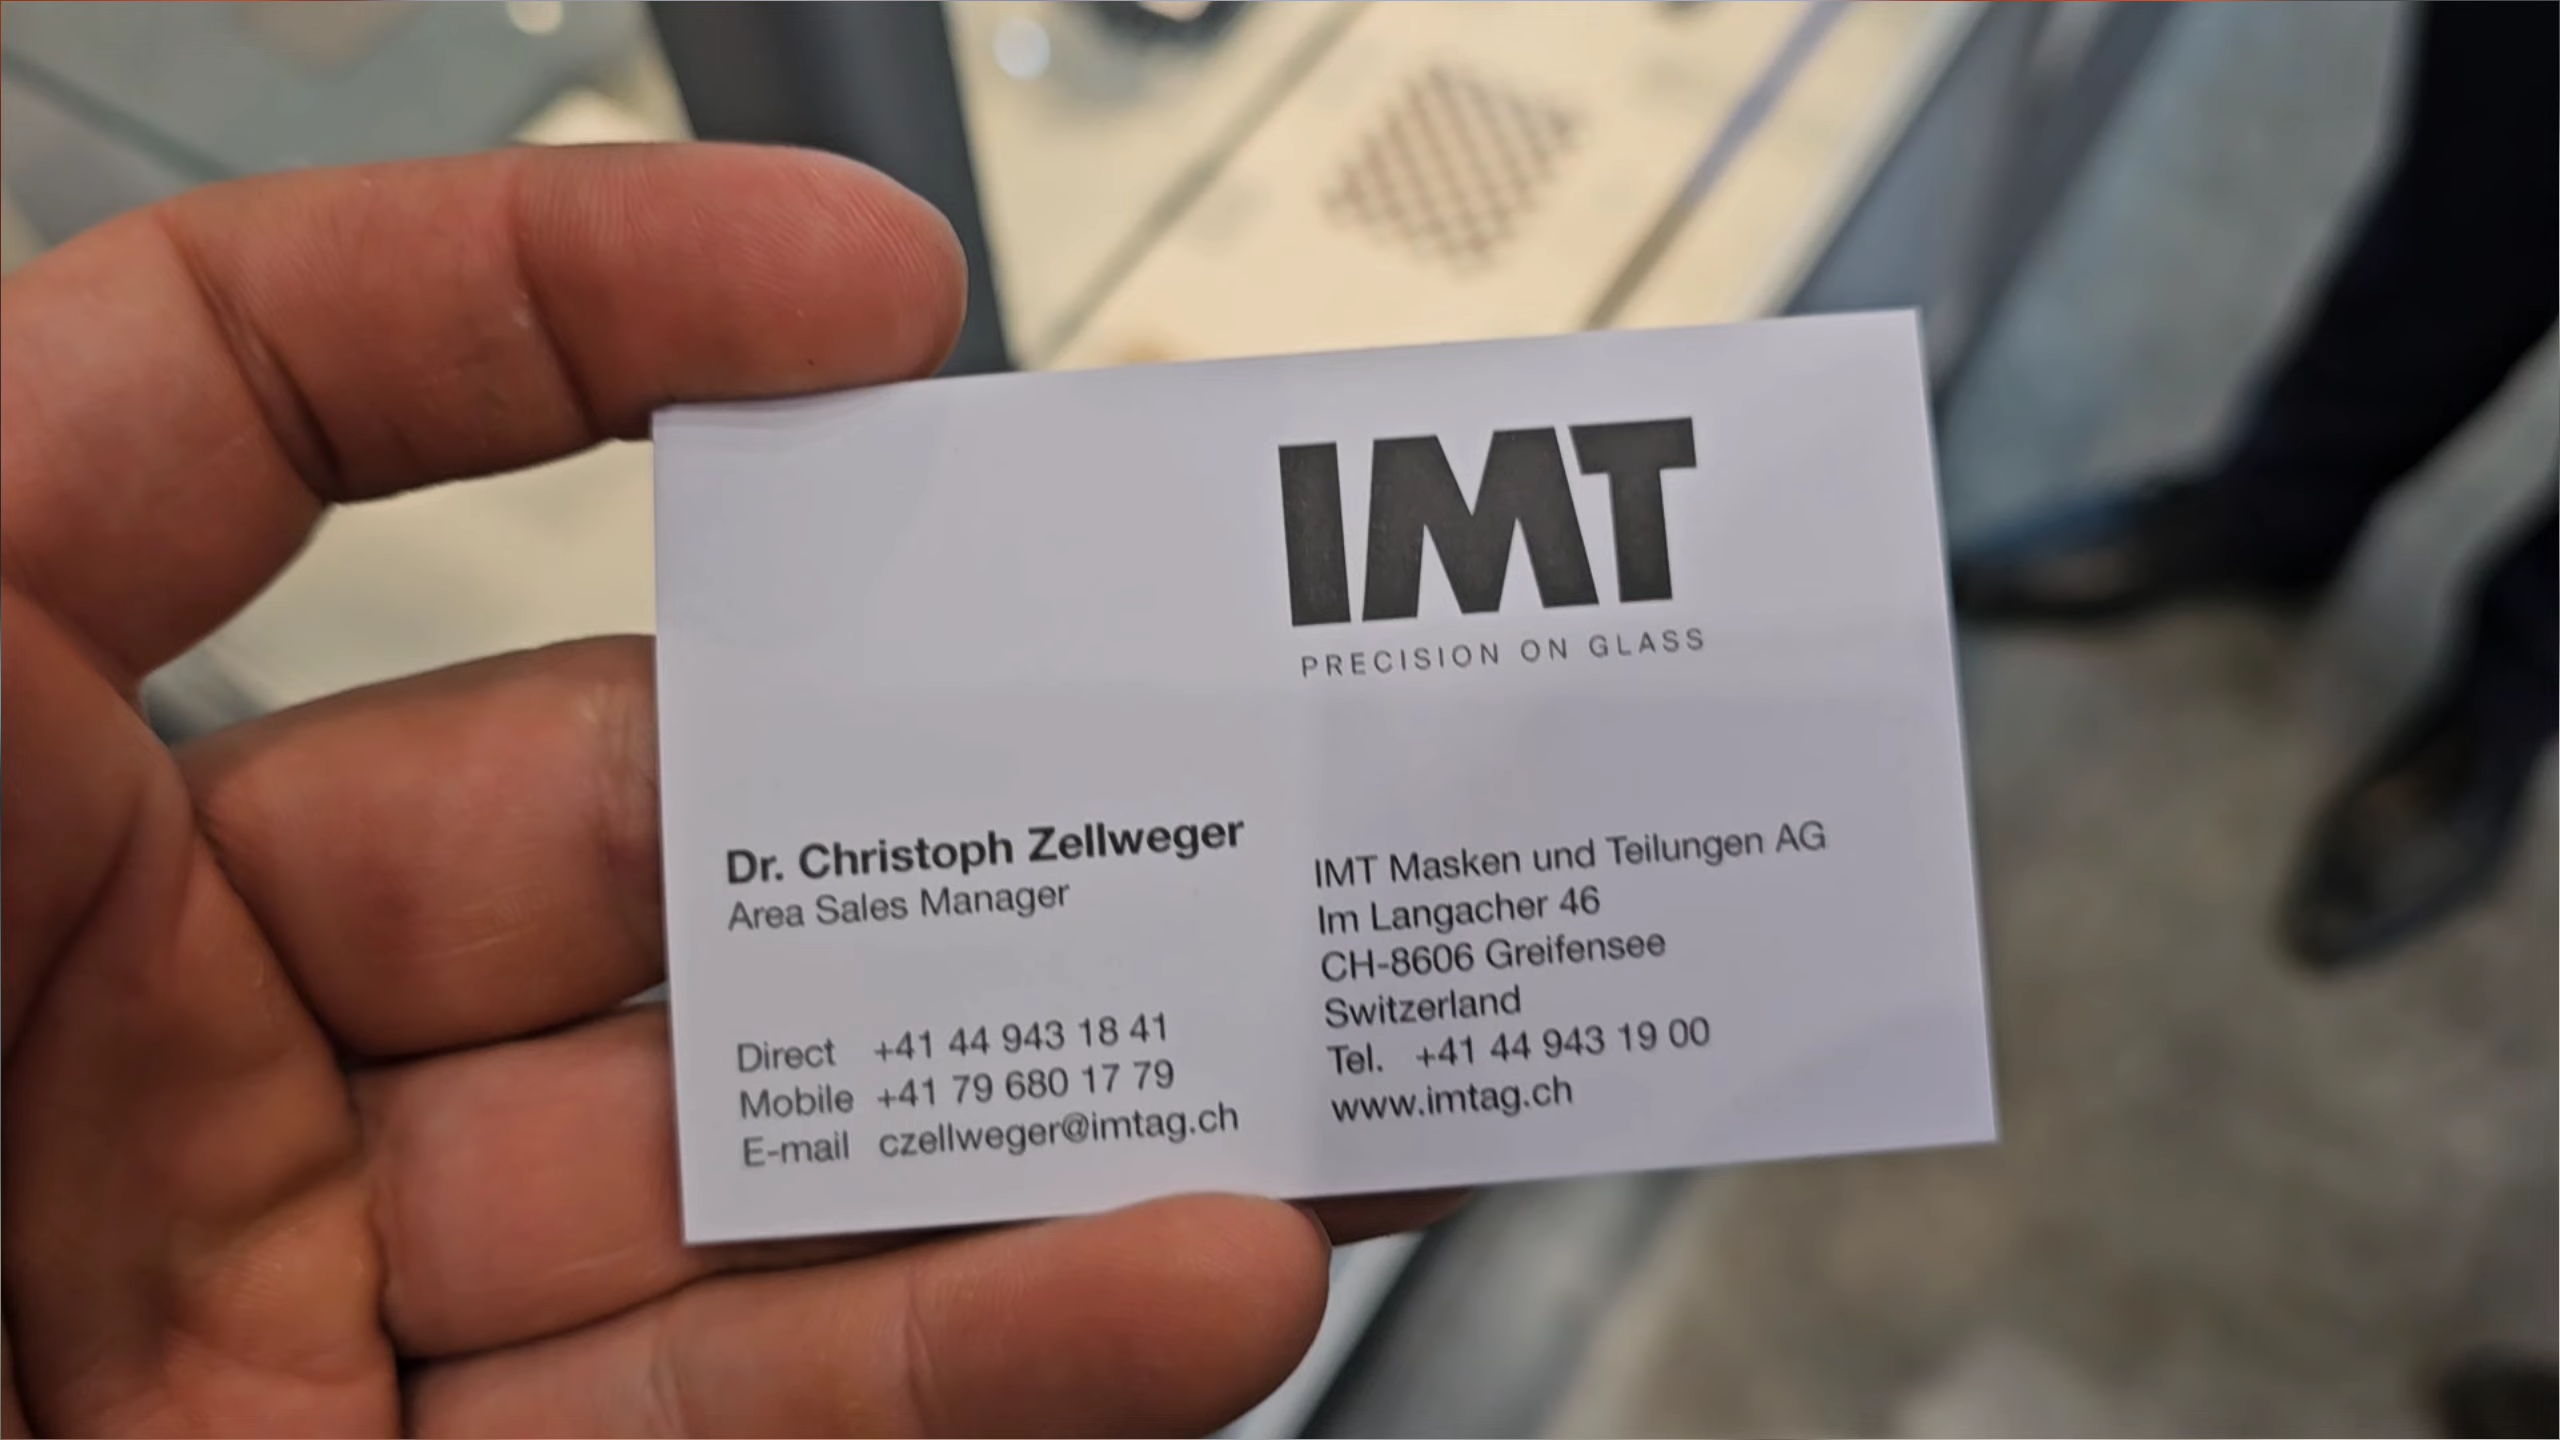 IMT
PRECISION ON GLASS
Dr. Christoph Zellweger
Area Sales Manager
Direct +41 44 943 18 41
Mobile +41 79 680 17 79
E-mail czellweger@imtag.ch
IMT Masken und Teilungen AG
Im Langacher 46
CH-8606 Greifensee
Switzerland
Tel. +41 44 943 19 00
www.imtag.ch